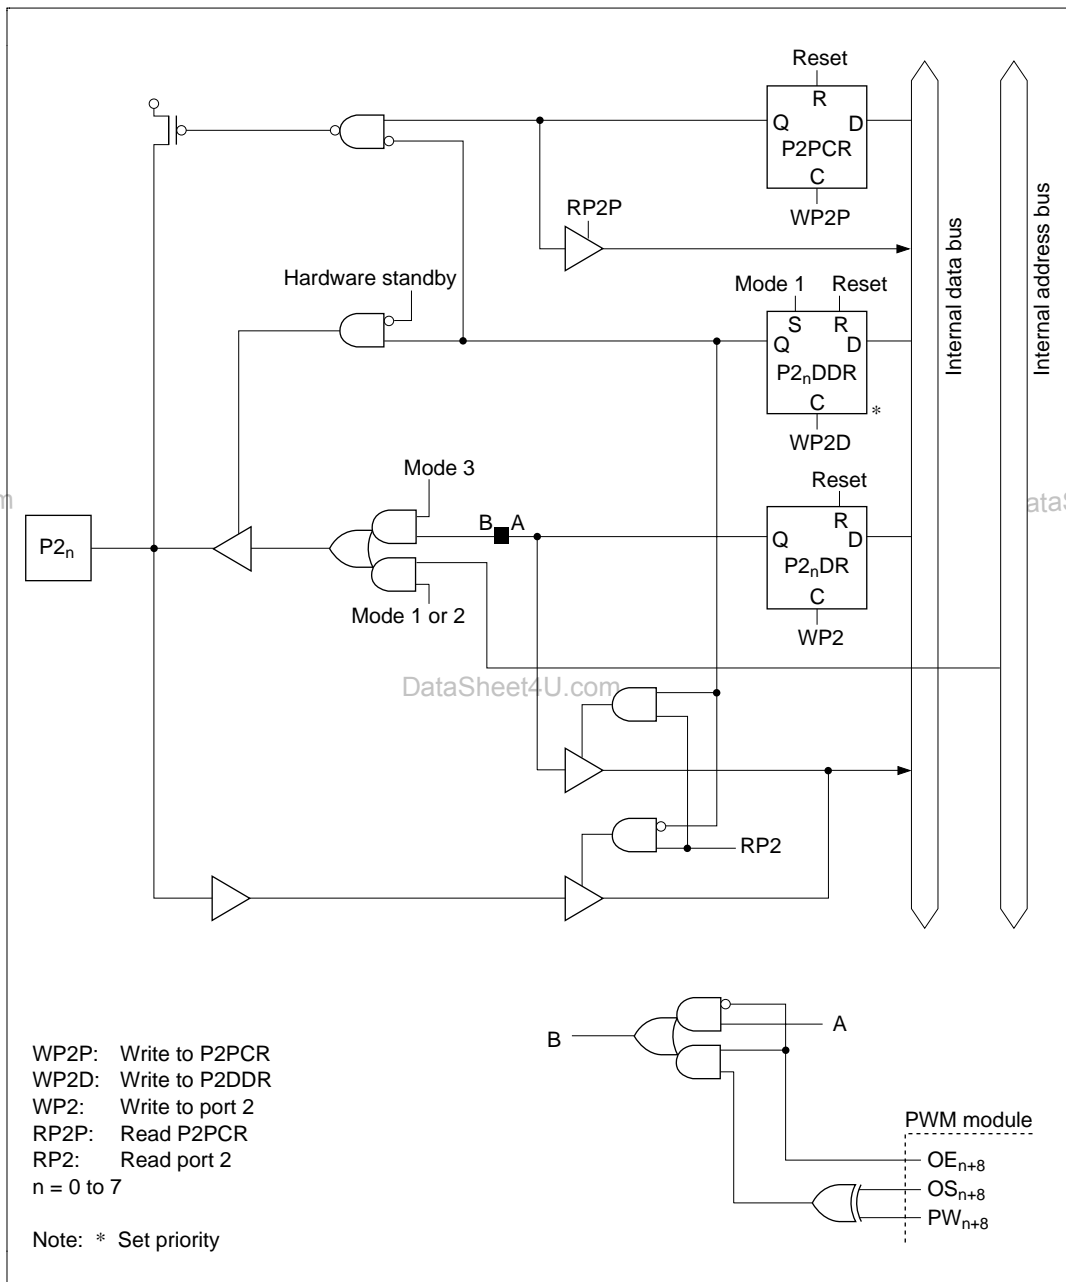 Reset
R
Q D
P2PCR
C
WP2P
RP2P
Hardware standby
Mode 1 Reset
S R
Q D
P2nDDR
C
*
WP2D
Internal data bus
Internal address bus
Mode 3
Reset
B A
R
Q D
P2nDR
C
WP2
P2n
Mode 1 or 2
DataSheet4U.com
m
ataS
RP2
B
A
WP2P: Write to P2PCR
WP2D: Write to P2DDR
WP2: Write to port 2
RP2P: Read P2PCR
RP2: Read port 2
n = 0 to 7
Note: * Set priority
PWM module
OEn+8
OSn+8
PWn+8